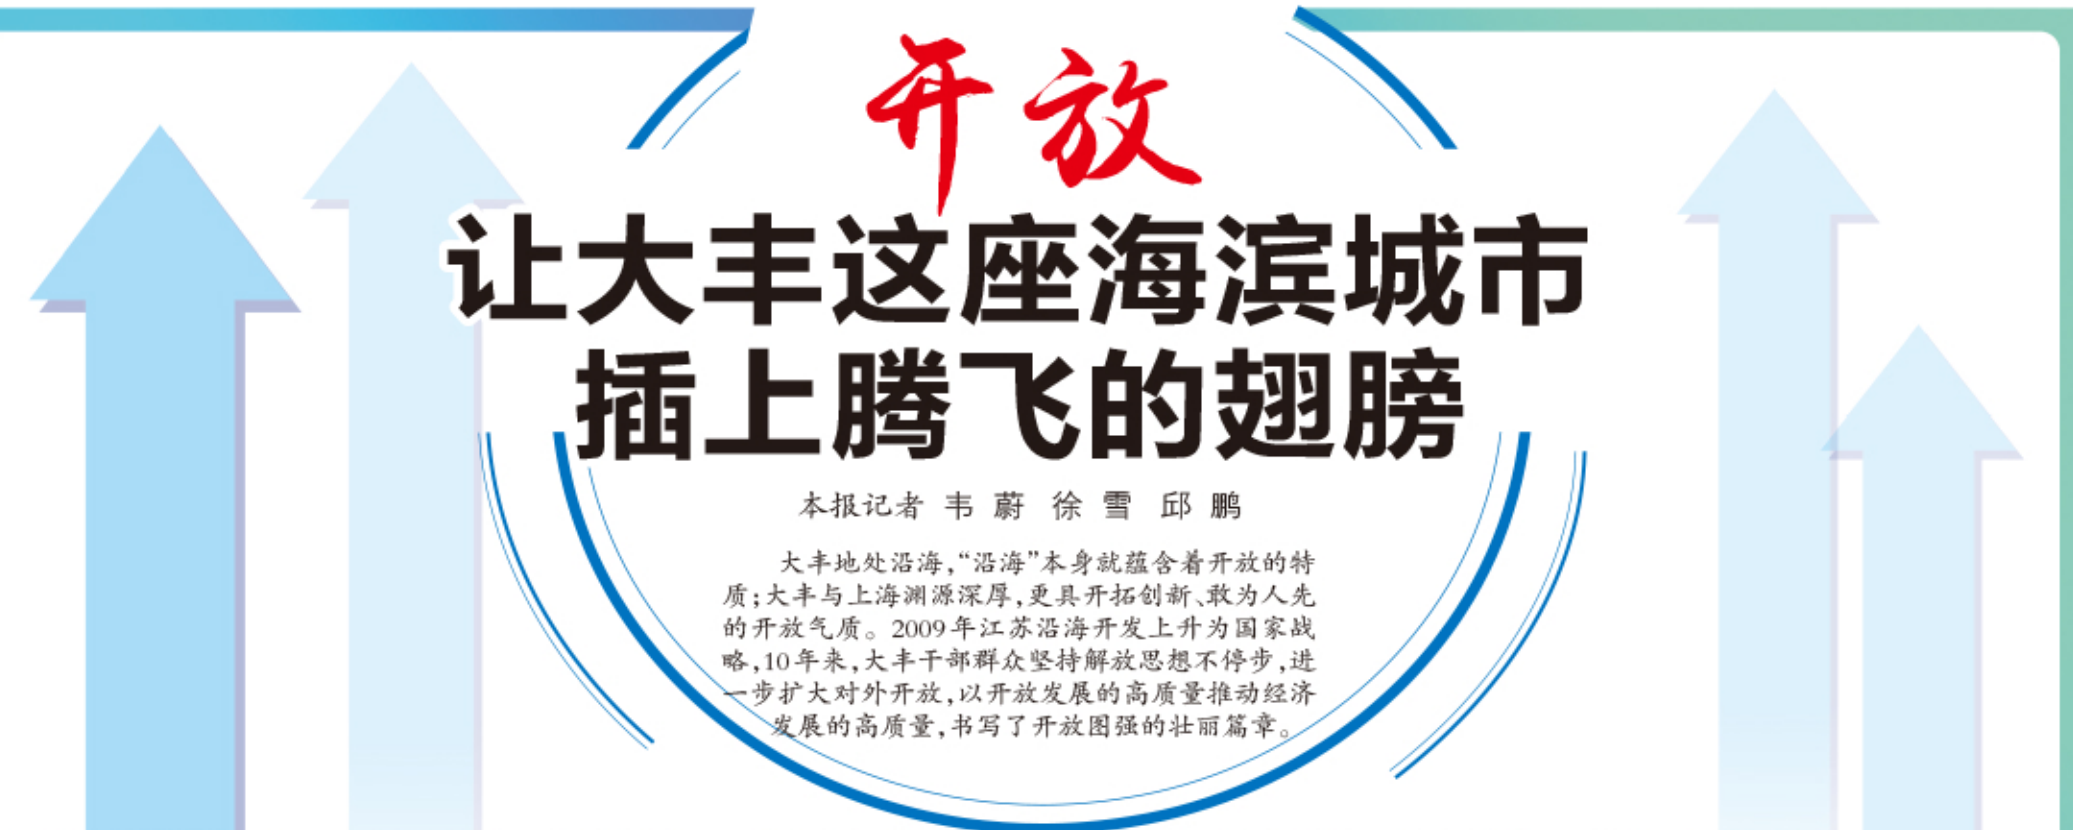 开放
让大丰这座海滨城市
插上腾飞的翅膀
本报记者 韦 蔚 徐 雪 邱 鹏
大丰地处沿海,“沿海”本身就蕴含着开放的特
质;大丰与上海渊源深厚,更具开拓创新、敢为人先
的开放气质。2009年江苏沿海开发上升为国家战
略,10年来,大丰干部群众坚持解放思想不停步,进
一步扩大对外开放,以开放发展的高质量推动经济
发展的高质量,书写了开放图强的壮丽篇章。